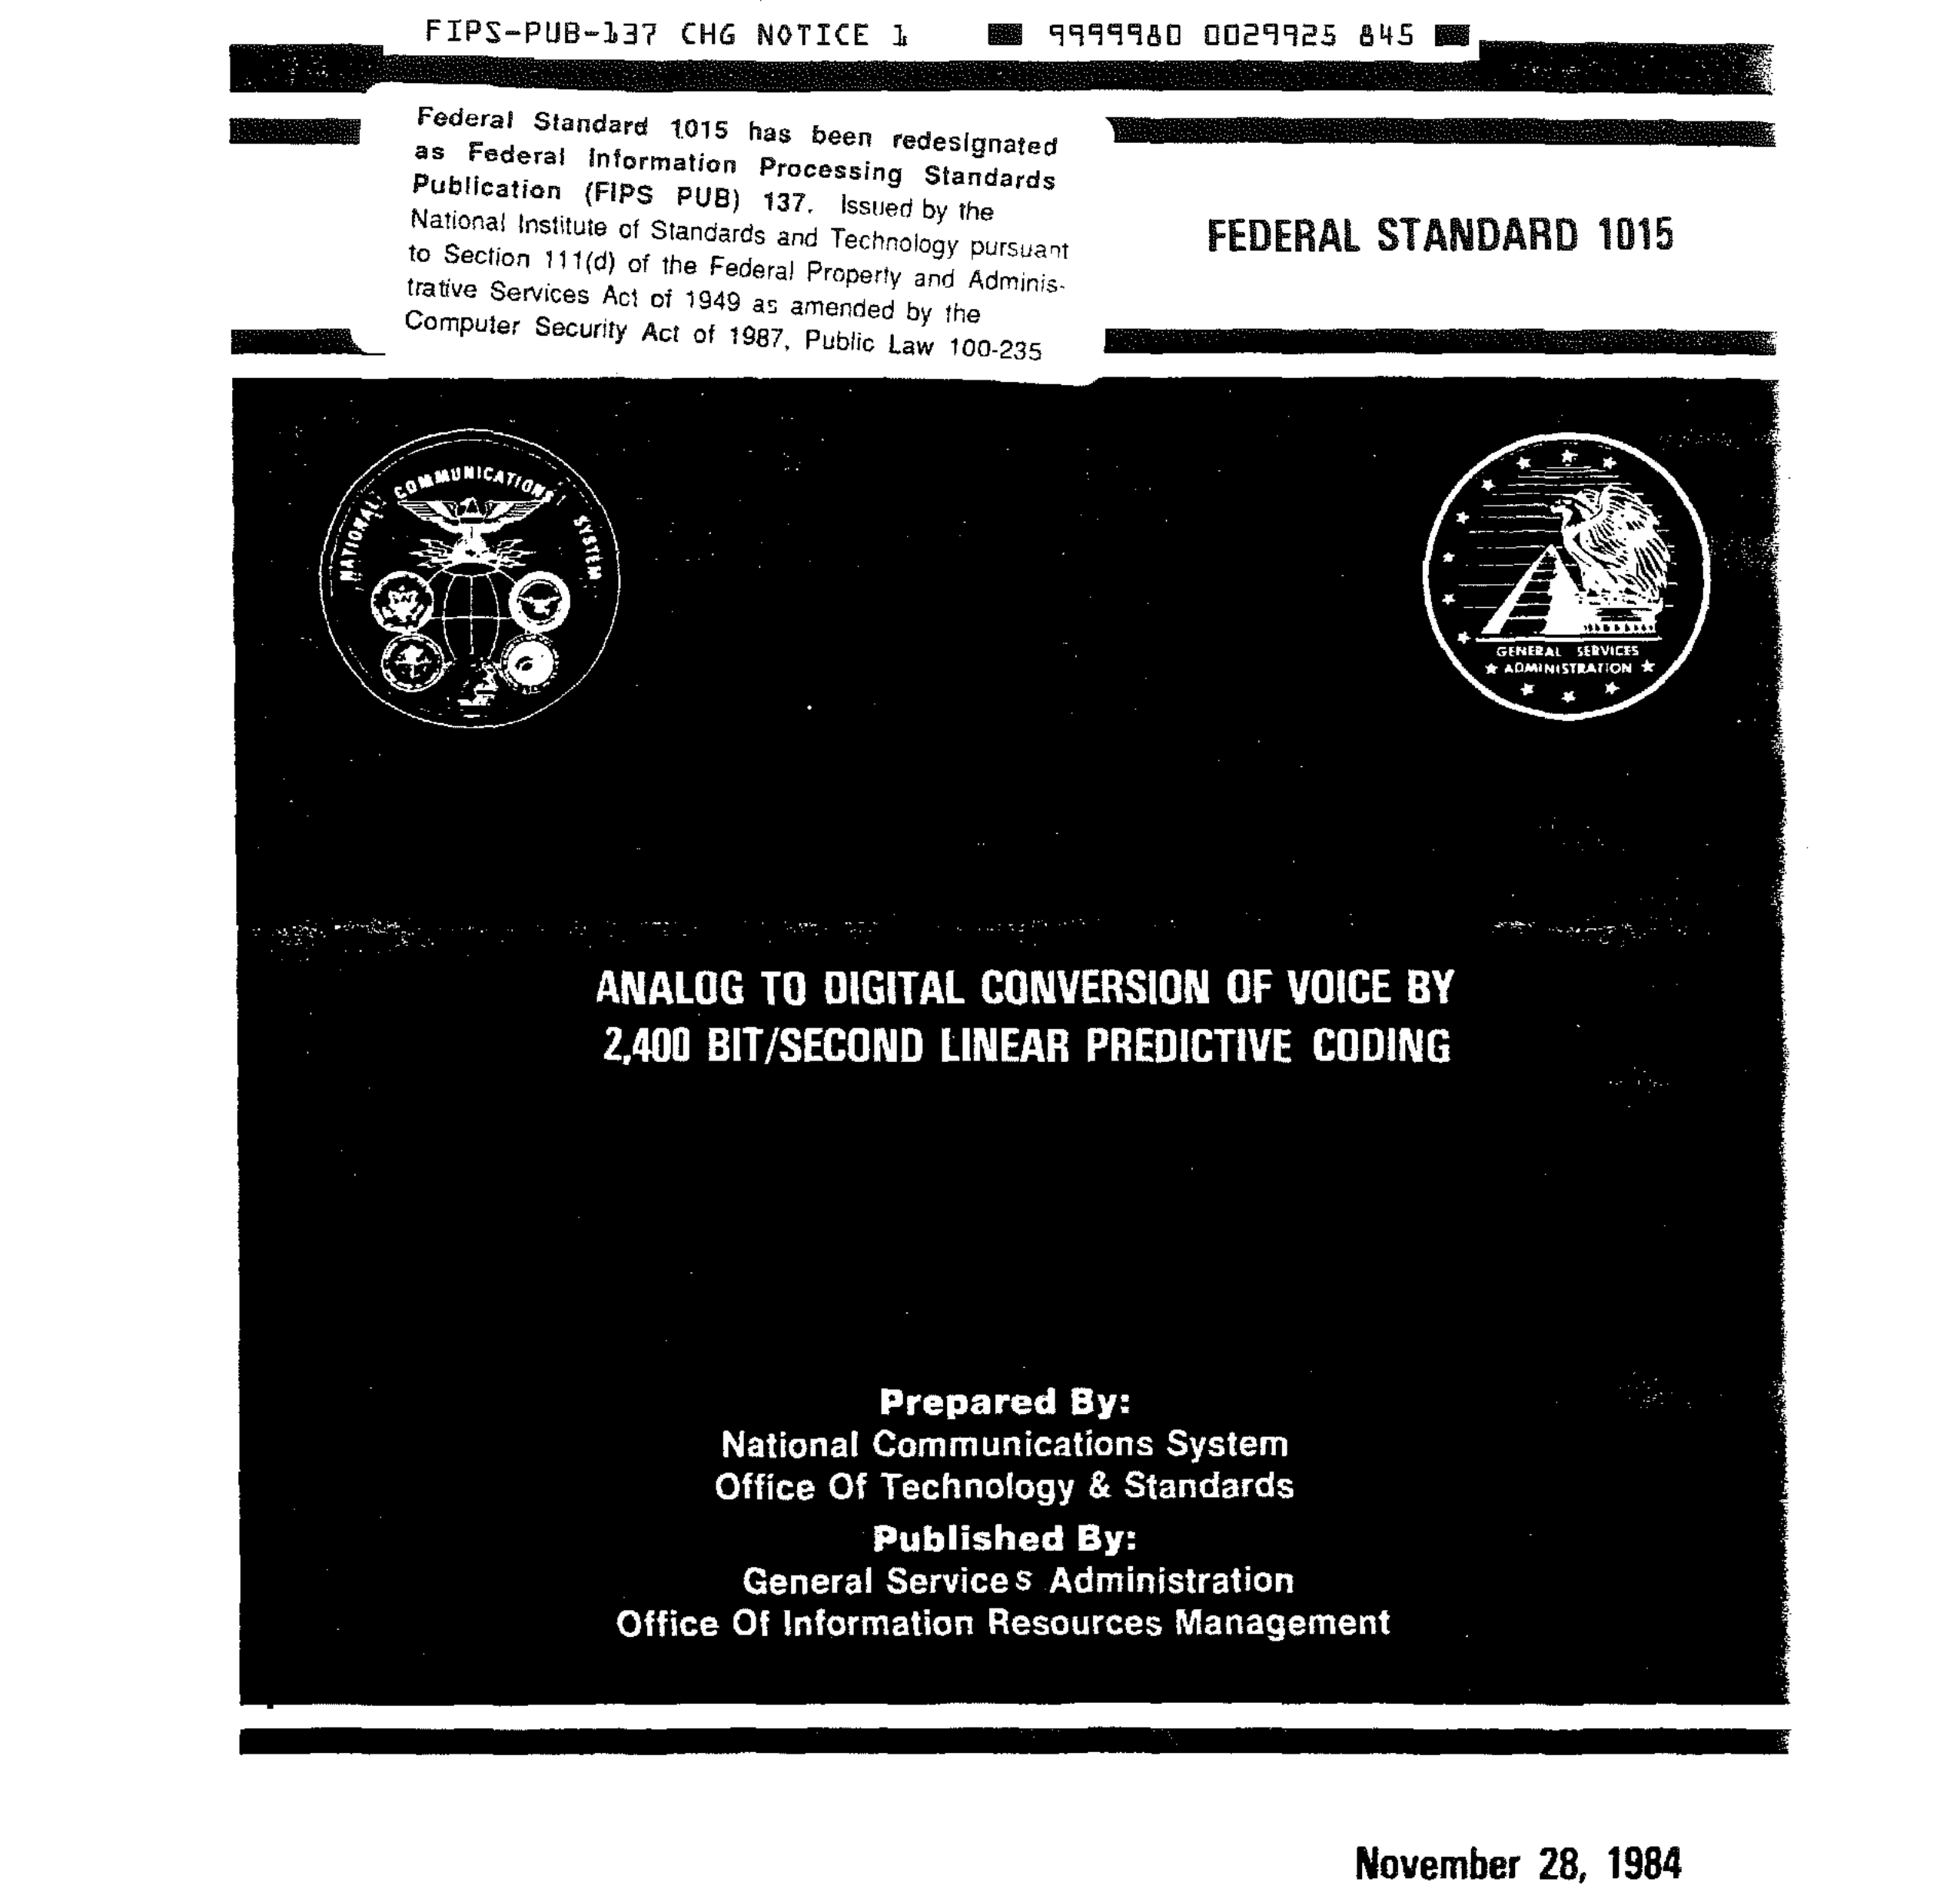 FIPS-PUB-137 CHG NOTICE 1 9999980 0029925 845
Federal Standard 1015 has been redesignated
as Federal Information Processing Standards
Publication (FIPS PUB) 137. Issued by the
National Institute of Standards and Technology pursuant
to Section 111(d) of the Federal Property and Adminis-
trative Services Act of 1949 as amended by the
Computer Security Act of 1987, Public Law 100-235
FEDERAL STANDARD 1015
NATIONAL COMMUNICATIONS SYSTEM
GENERAL SERVICES
ADMINISTRATION
ANALOG TO DIGITAL CONVERSION OF VOICE BY
2,400 BIT/SECOND LINEAR PREDICTIVE CODING
Prepared By:
National Communications System
Office Of Technology & Standards
Published By:
General Services Administration
Office Of Information Resources Management
November 28, 1984